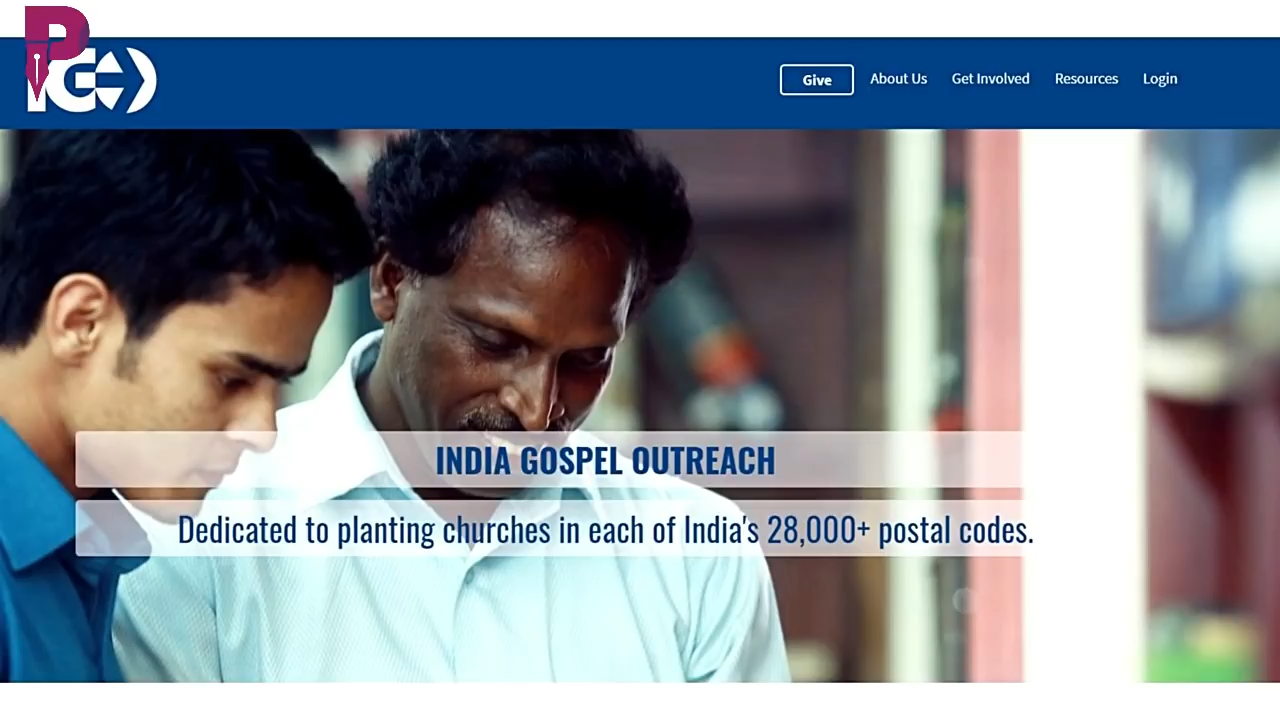 P
IGO
Give About Us Get Involved Resources Login
INDIA GOSPEL OUTREACH
Dedicated to planting churches in each of India's 28,000+ postal codes.